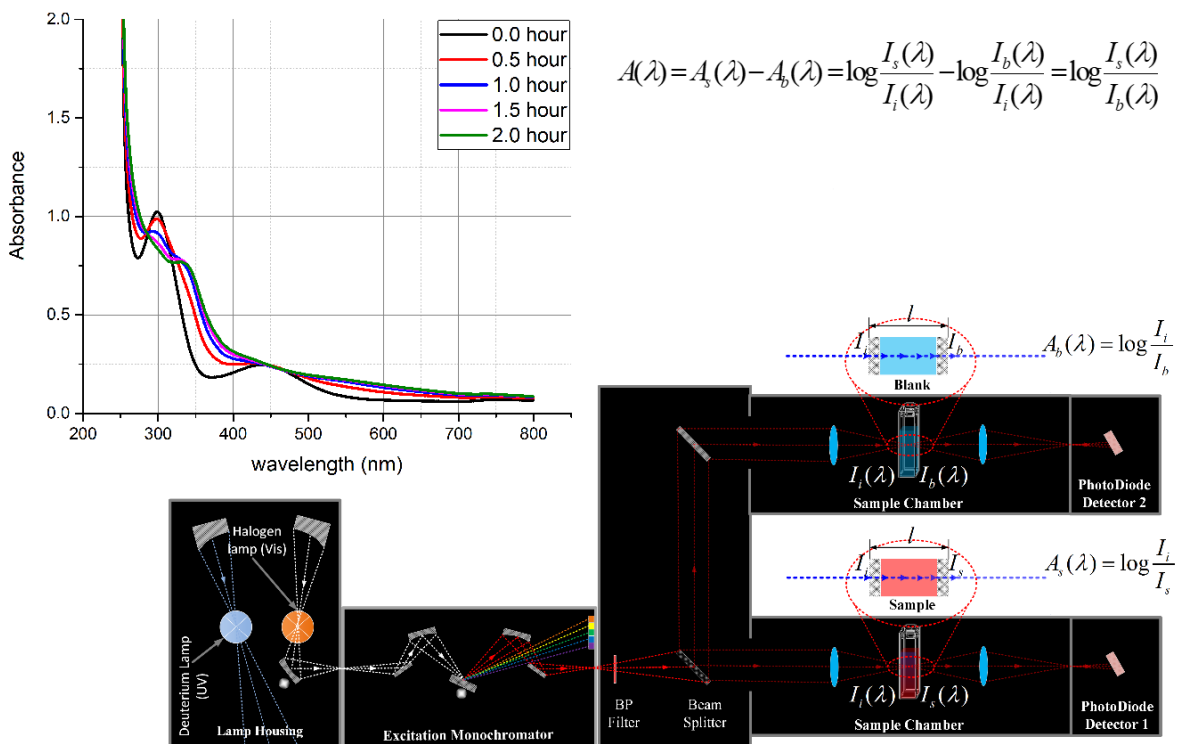 2.0
1.5
1.0
0.5
0.0
Absorbance
200 300 400 500 600 700 800
wavelength (nm)
0.0 hour
0.5 hour
1.0 hour
1.5 hour
2.0 hour
A(λ) = A_s(λ) − A_b(λ) = log I_s(λ)/I_i(λ) − log I_b(λ)/I_i(λ) = log I_s(λ)/I_b(λ)
l
I_i I_b
Blank
A_b(λ) = log I_i/I_b
I_i(λ) I_b(λ)
Sample Chamber
PhotoDiode
Detector 2
l
I_i I_s
Sample
A_s(λ) = log I_i/I_s
I_i(λ) I_s(λ)
Sample Chamber
PhotoDiode
Detector 1
Halogen
lamp (Vis)
Deuterium Lamp
(UV)
Lamp Housing
Excitation Monochromator
BP
Filter
Beam
Splitter